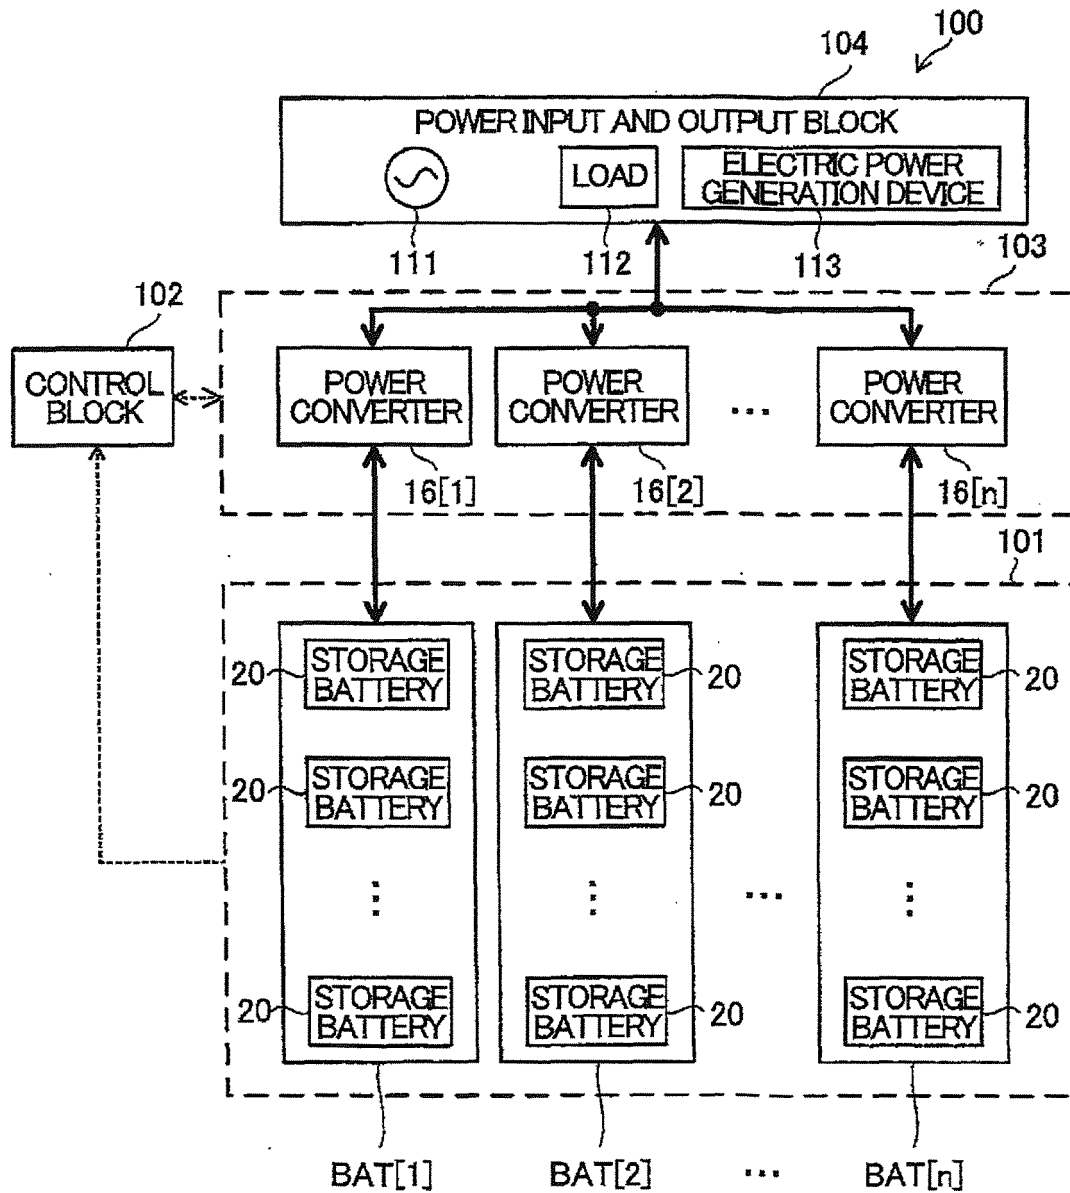 100
104
POWER INPUT AND OUTPUT BLOCK
LOAD
ELECTRIC POWER
GENERATION DEVICE
111
112
113
103
102
CONTROL
BLOCK
POWER
CONVERTER
POWER
CONVERTER
...
POWER
CONVERTER
16[1]
16[2]
16[n]
101
20
STORAGE
BATTERY
STORAGE
BATTERY
20
STORAGE
BATTERY
20
20
STORAGE
BATTERY
STORAGE
BATTERY
20
STORAGE
BATTERY
20
...
20
STORAGE
BATTERY
STORAGE
BATTERY
20
STORAGE
BATTERY
20
BAT[1]
BAT[2]
...
BAT[n]